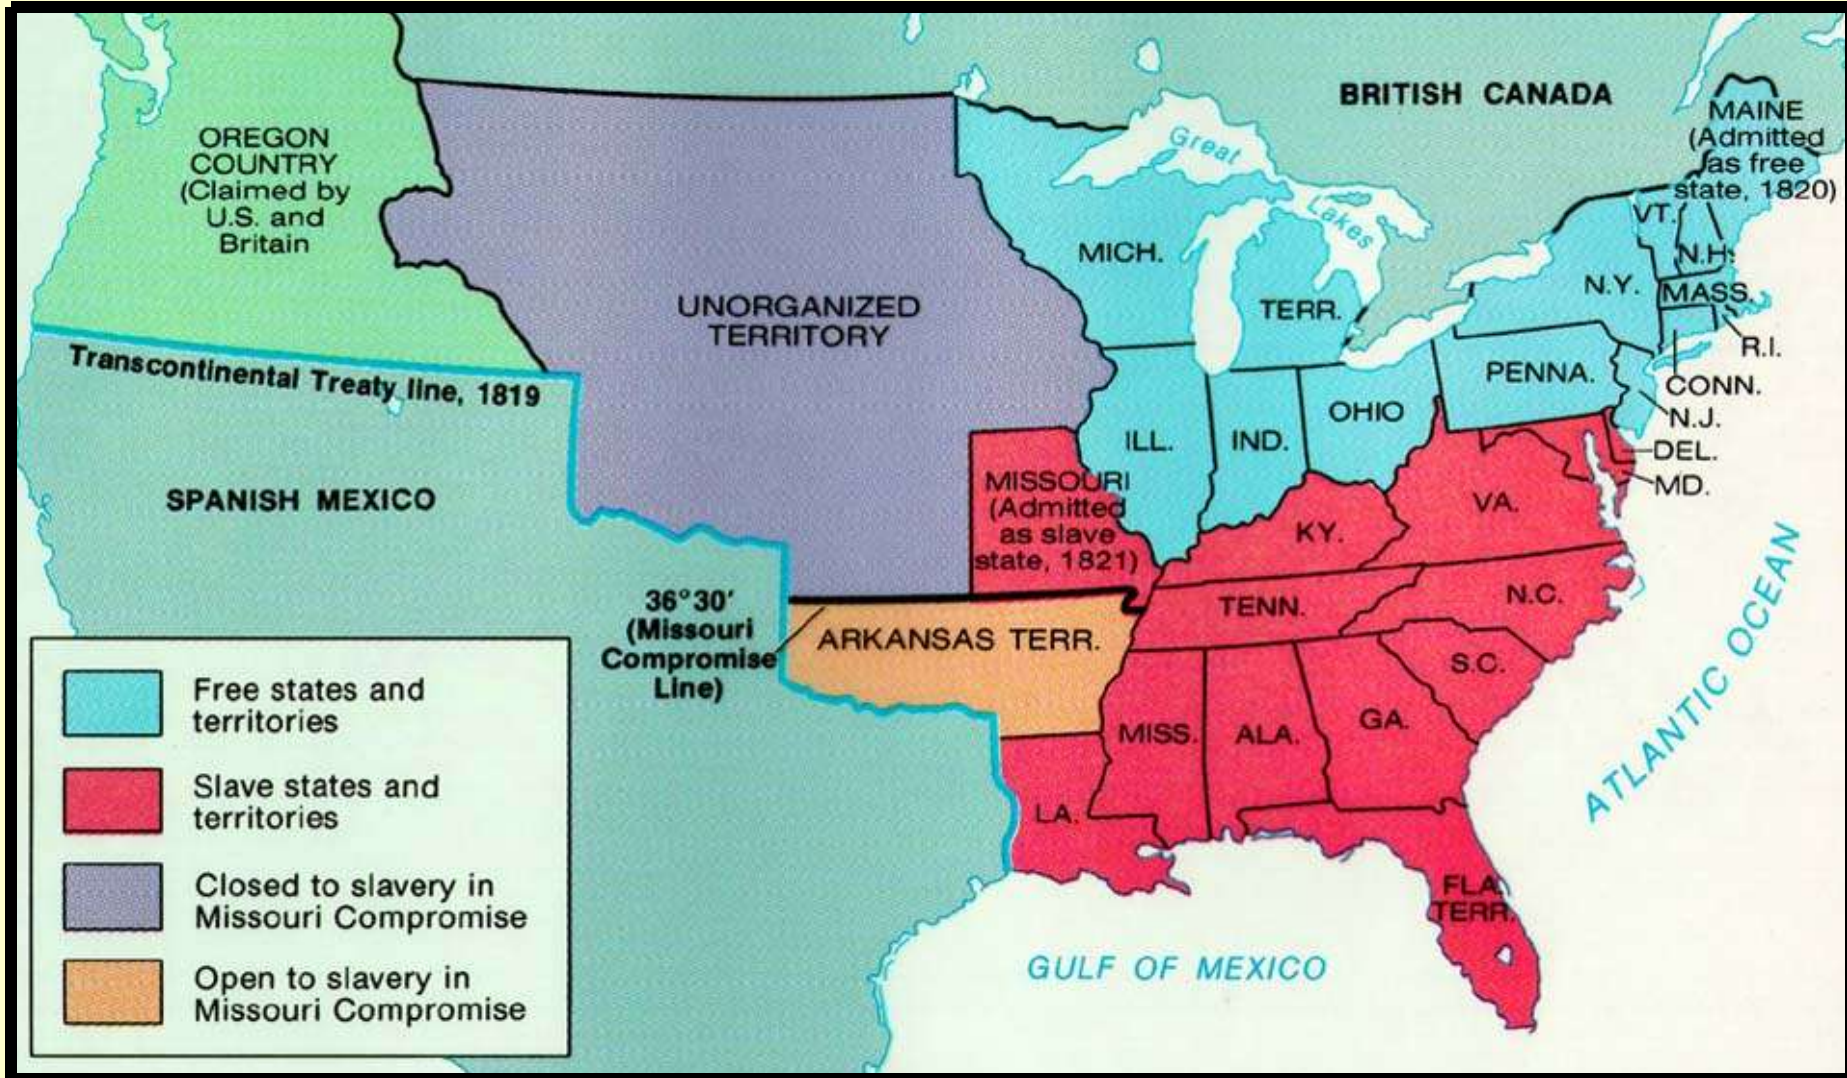 BRITISH CANADA
MAINE
(Admitted
as free
state, 1820)
OREGON
COUNTRY
(Claimed by
U.S. and
Britain
Great
Lakes
VT.
N.H.
MICH.
TERR.
N.Y.
MASS.
R.I.
UNORGANIZED
TERRITORY
Transcontinental Treaty line, 1819
PENNA.
CONN.
N.J.
OHIO
ILL.
IND.
DEL.
MD.
SPANISH MEXICO
MISSOURI
(Admitted
as slave
state, 1821)
VA.
KY.
36°30′
(Missouri
Compromise
Line)
TENN.
N.C.
ARKANSAS TERR.
S.C.
ATLANTIC OCEAN
MISS.
ALA.
GA.
LA.
FLA.
TERR.
GULF OF MEXICO
Free states and
territories
Slave states and
territories
Closed to slavery in
Missouri Compromise
Open to slavery in
Missouri Compromise